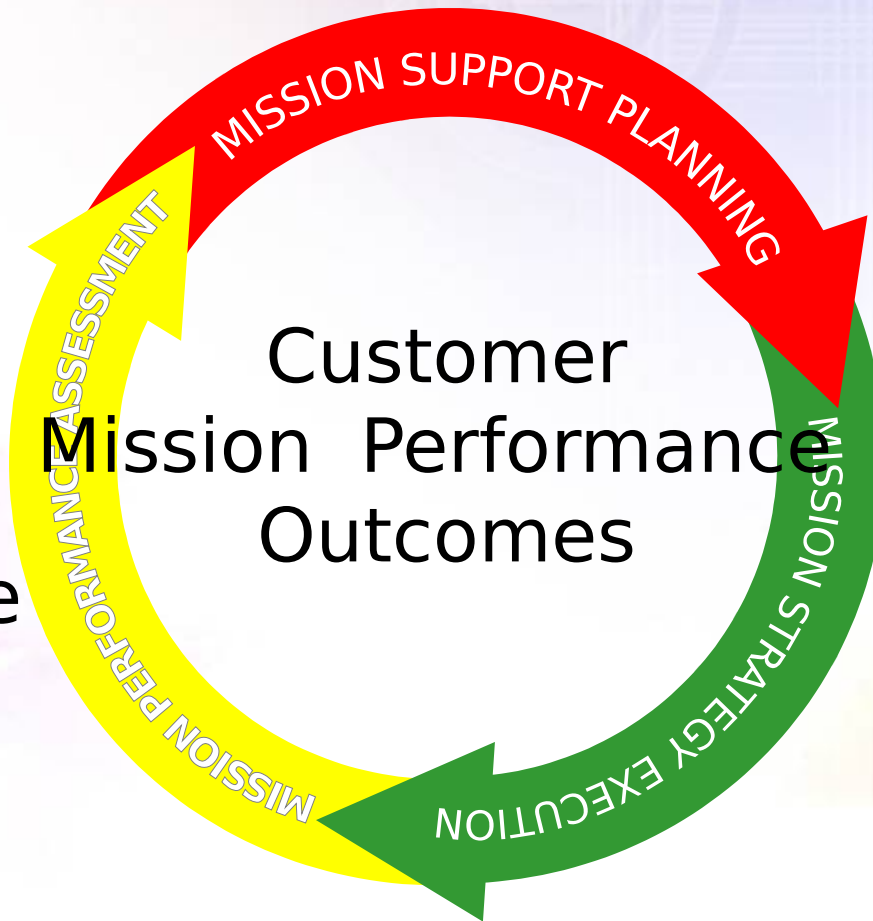 MISSION SUPPORT PLANNING
MISSION STRATEGY EXECUTION
MISSION PERFORMANCE ASSESSMENT
Customer
Mission Performance
Outcomes
e